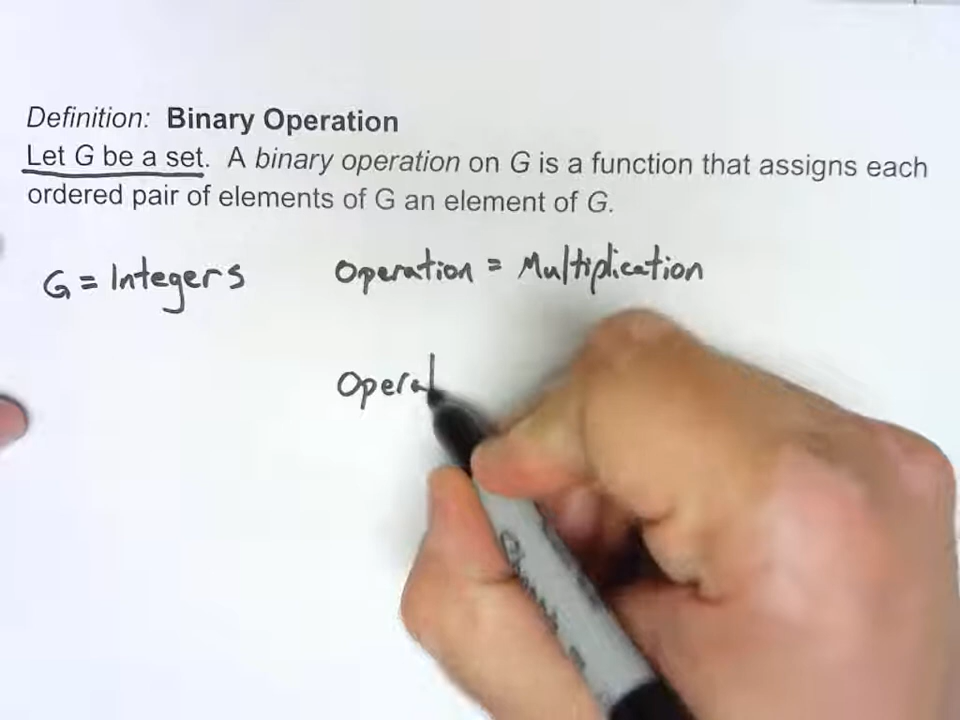 Definition: Binary Operation
Let G be a set. A binary operation on G is a function that assigns each
ordered pair of elements of G an element of G.
G = Integers Operation = Multiplication
Operat